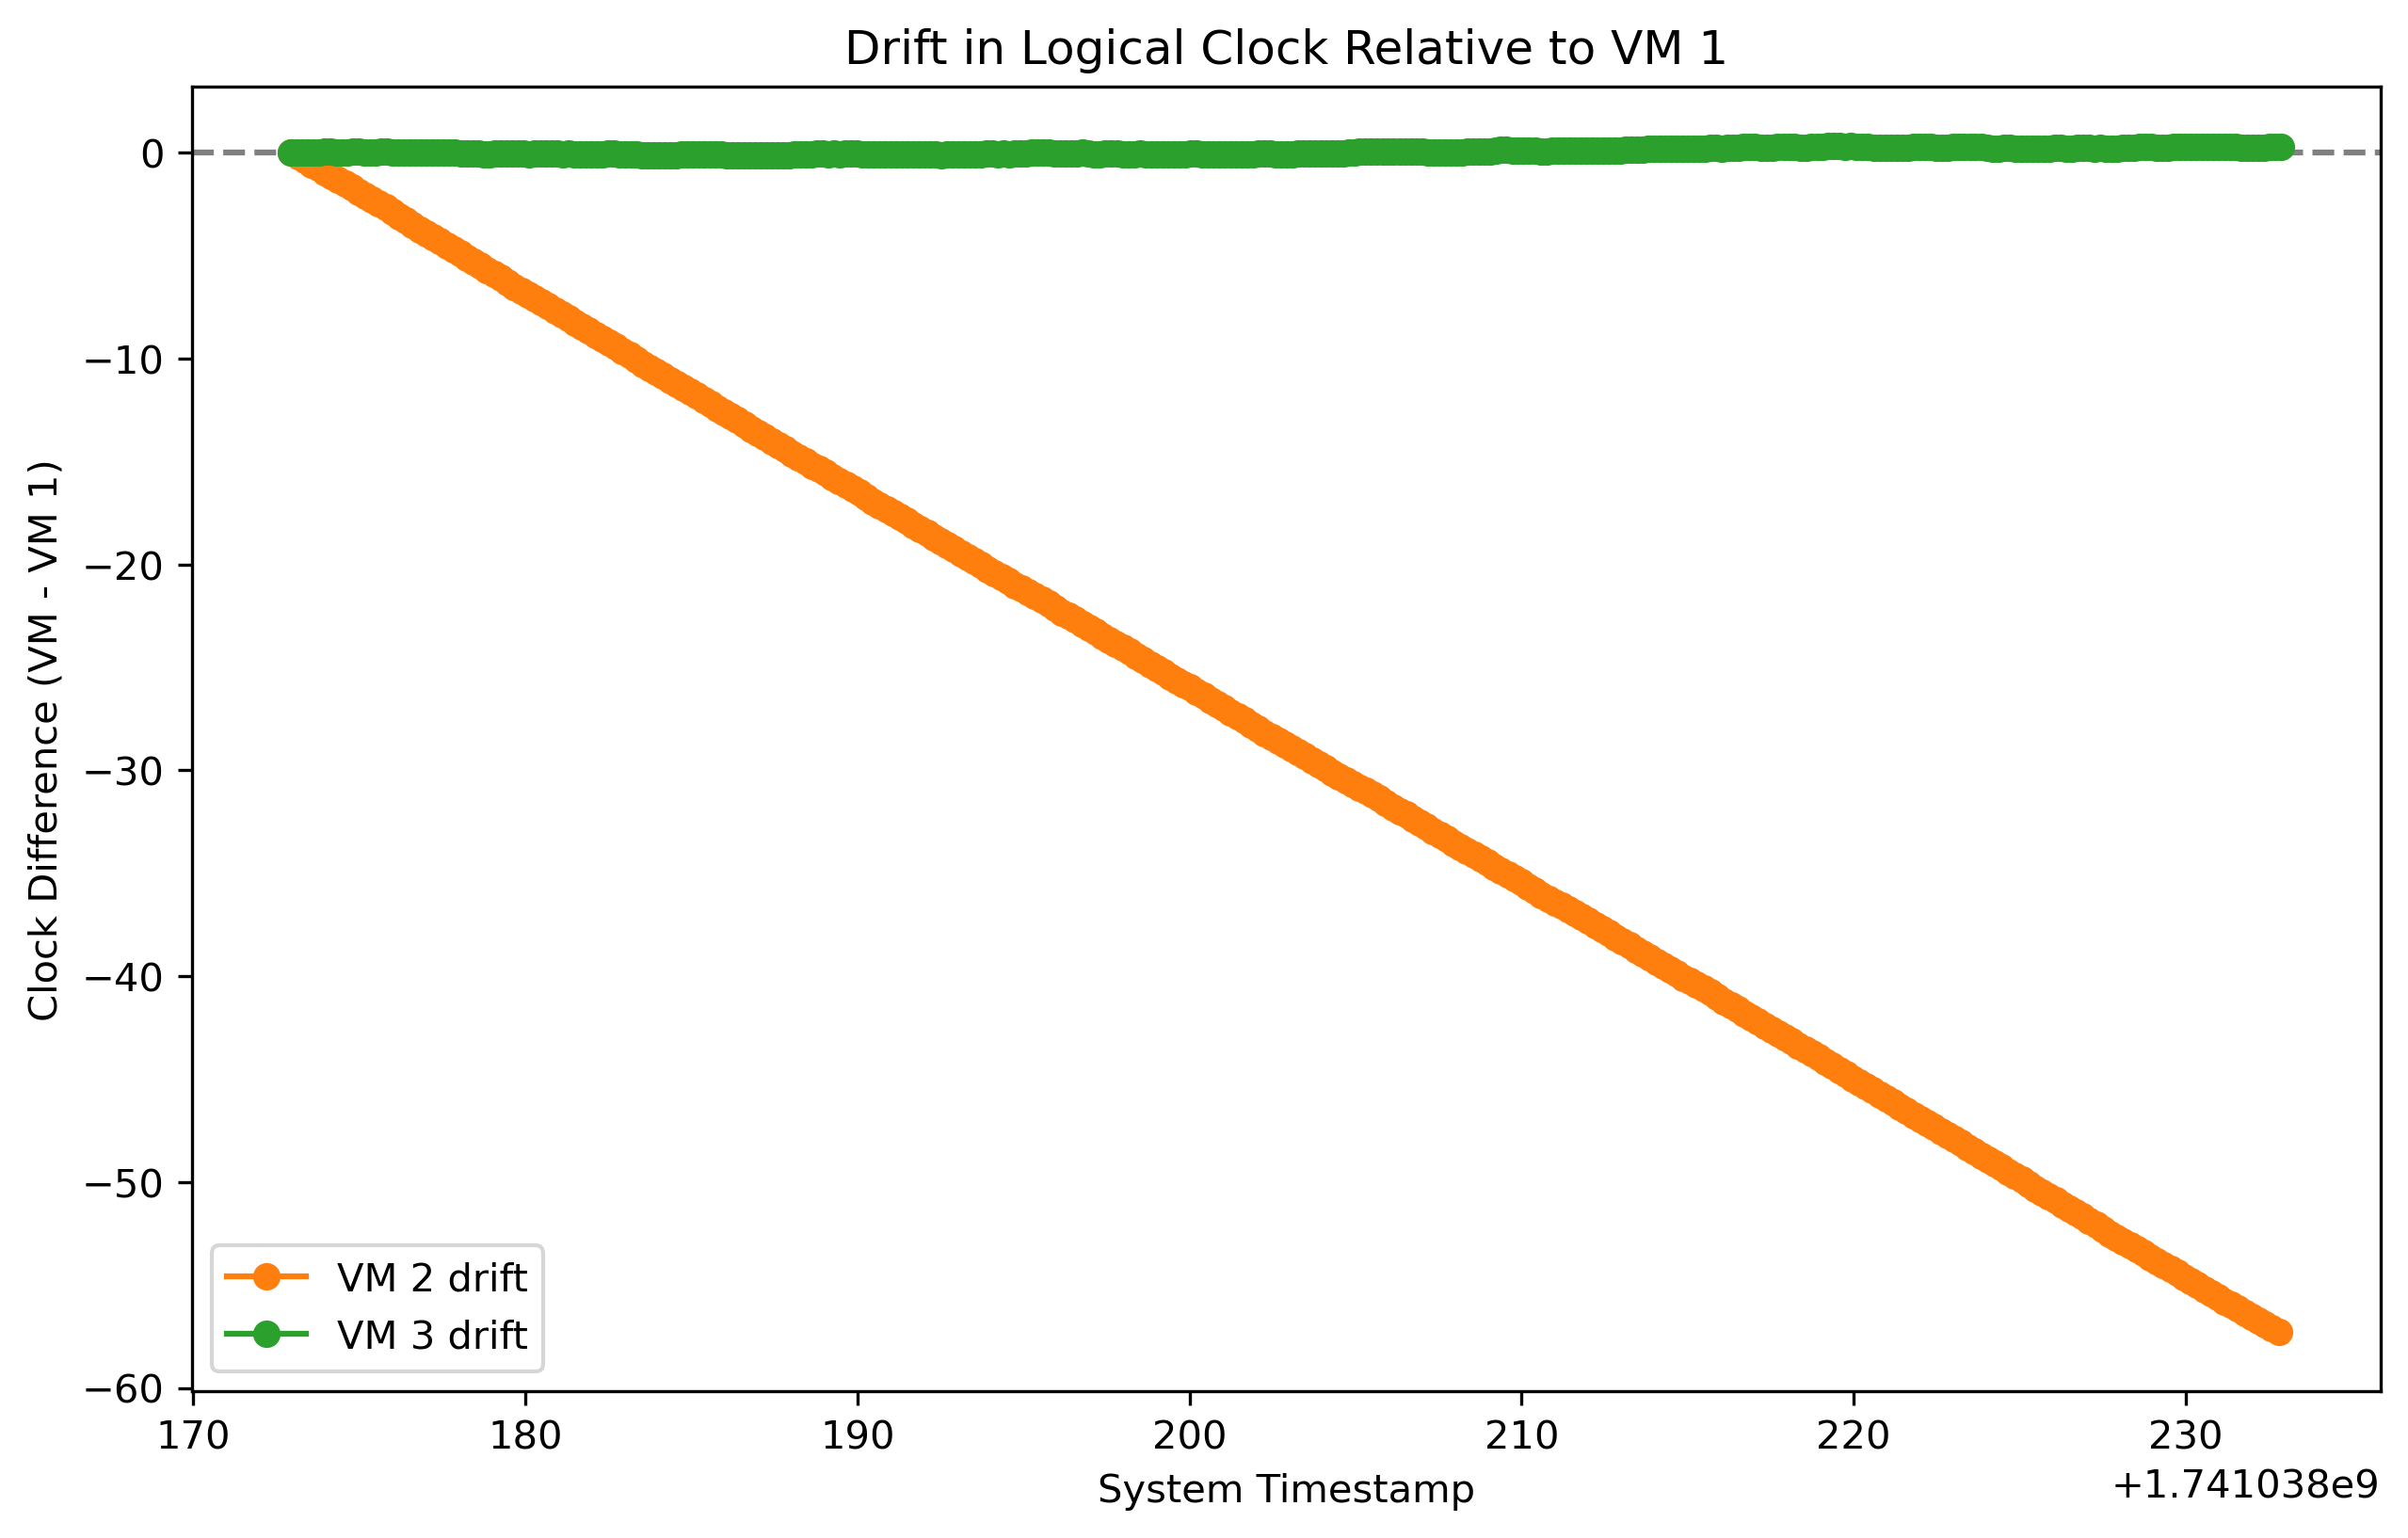 Drift in Logical Clock Relative to VM 1
Clock Difference (VM - VM 1)
0
−10
−20
−30
−40
−50
−60
VM 2 drift
VM 3 drift
170 180 190 200 210 220 230
System Timestamp
+1.741038e9